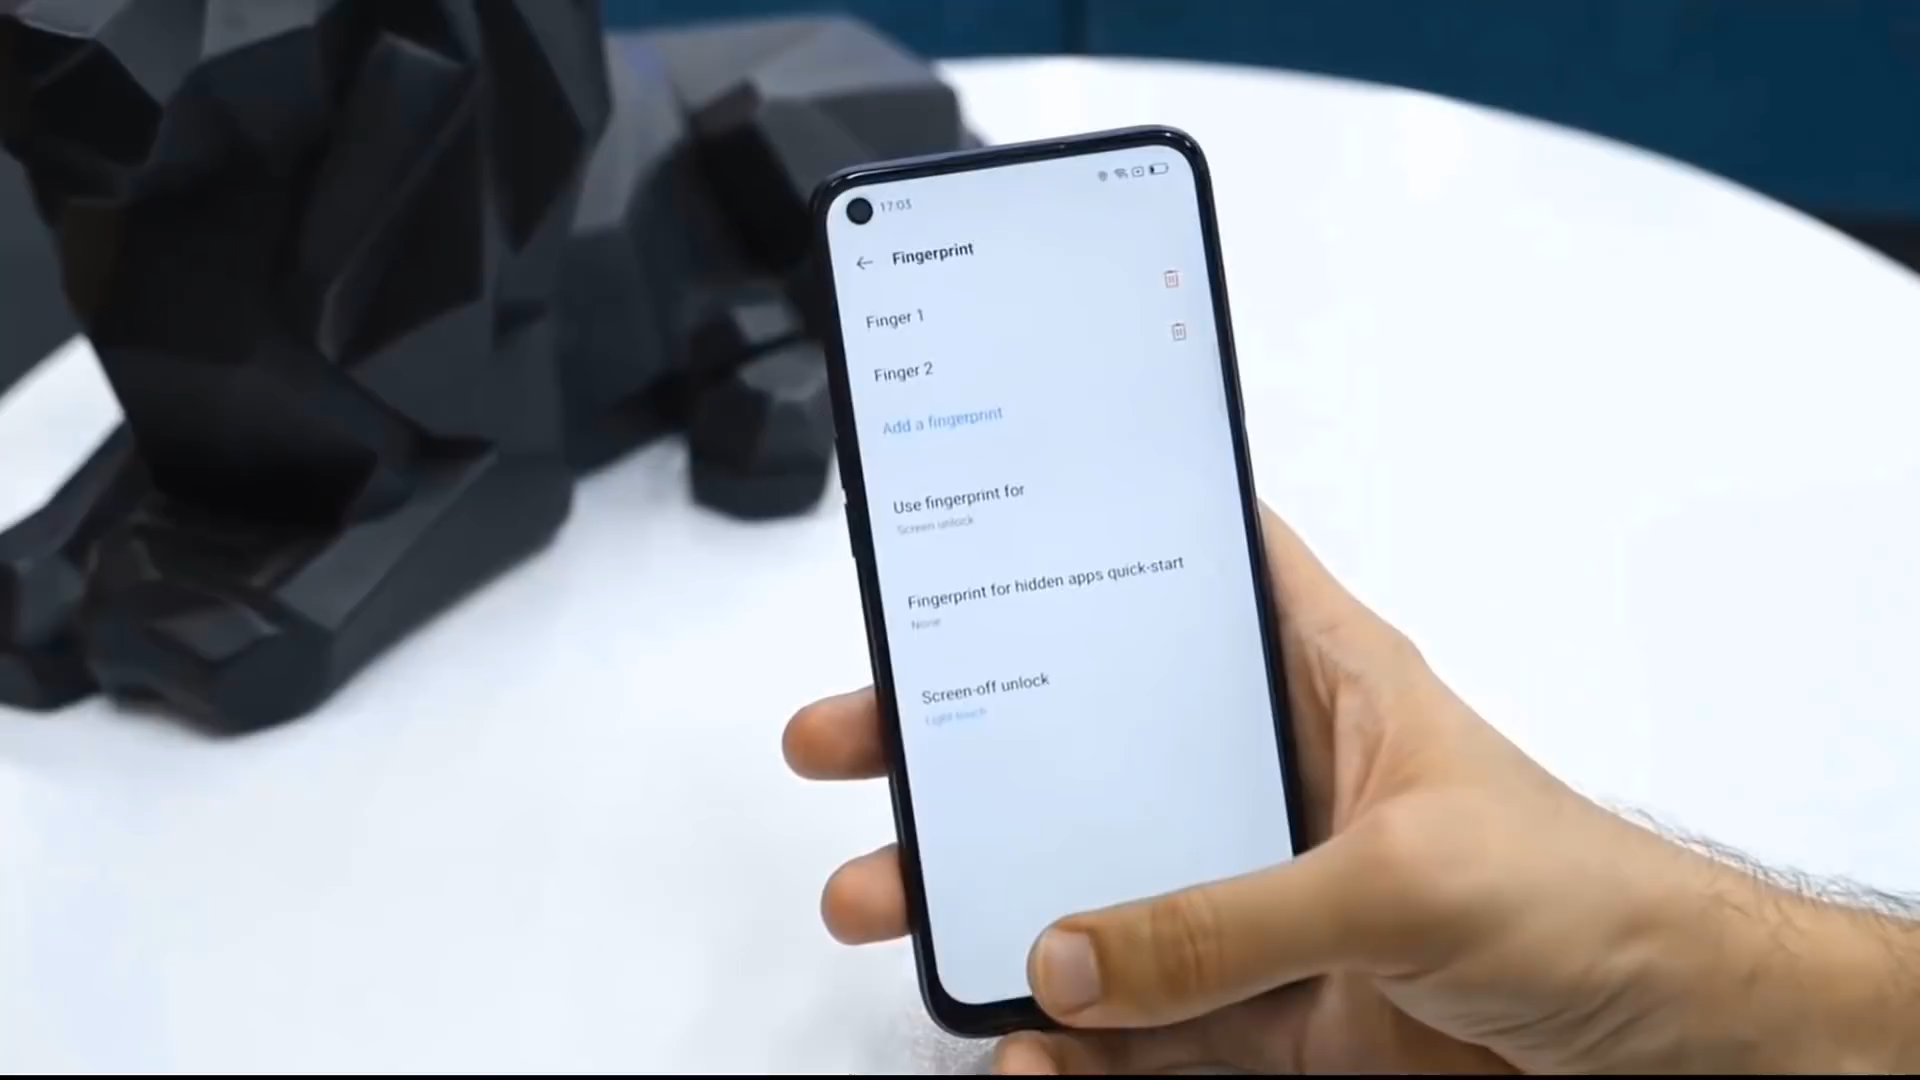 17:03
Fingerprint
Finger 1
Finger 2
Add a fingerprint
Use fingerprint for
Screen unlock
Fingerprint for hidden apps quick-start
None
Screen-off unlock
Light touch